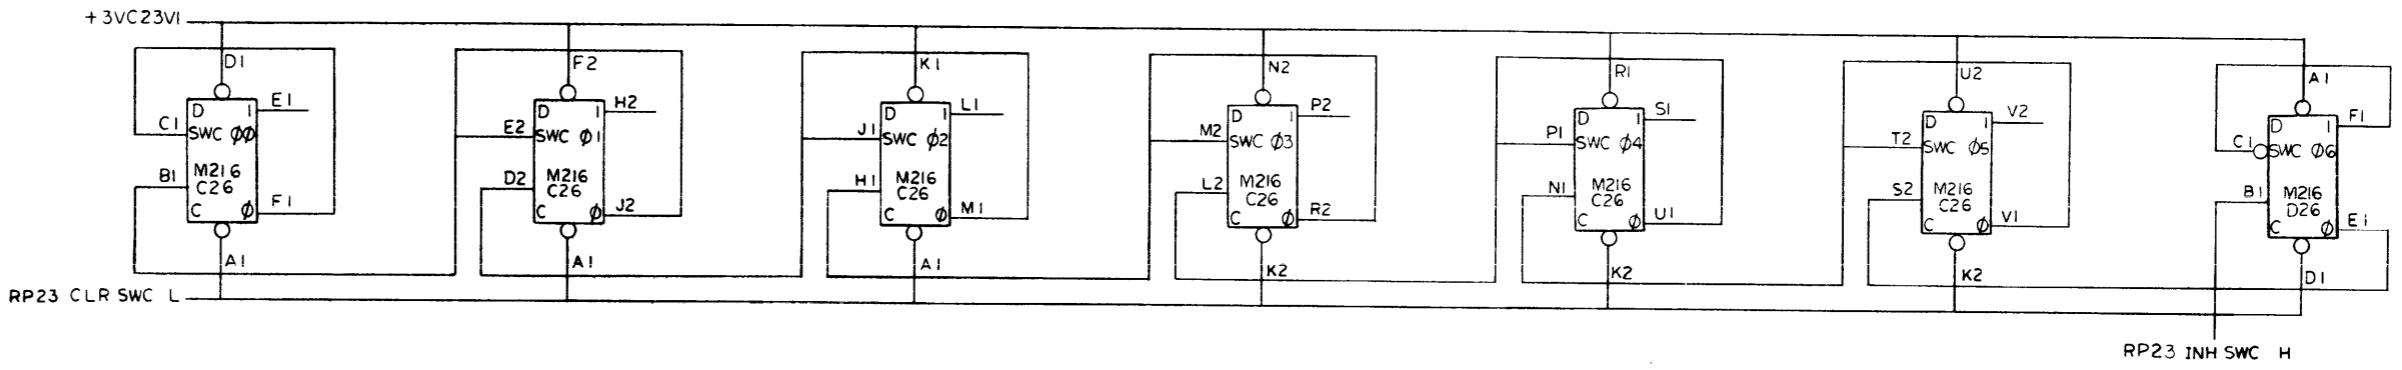 +3VC23V1
D1
F2
K1
N2
R1
U2
A1
D 1
E1
C1
SWC ØØ
M216
C26
B1
C Ø
F1
A1
D 1
H2
E2
SWC Ø1
M216
C26
D2
C Ø
J2
A1
D 1
L1
J1
SWC Ø2
M216
C26
H1
C Ø
M1
A1
D 1
P2
M2
SWC Ø3
M216
C26
L2
C Ø
R2
K2
D 1
S1
P1
SWC Ø4
M216
C26
N1
C Ø
U1
K2
D 1
V2
T2
SWC Ø5
M216
C26
S2
C Ø
V1
K2
D 1
F1
C1
SWC Ø6
M216
D26
B1
C Ø
E1
D1
RP23 CLR SWC L
RP23 INH SWC H